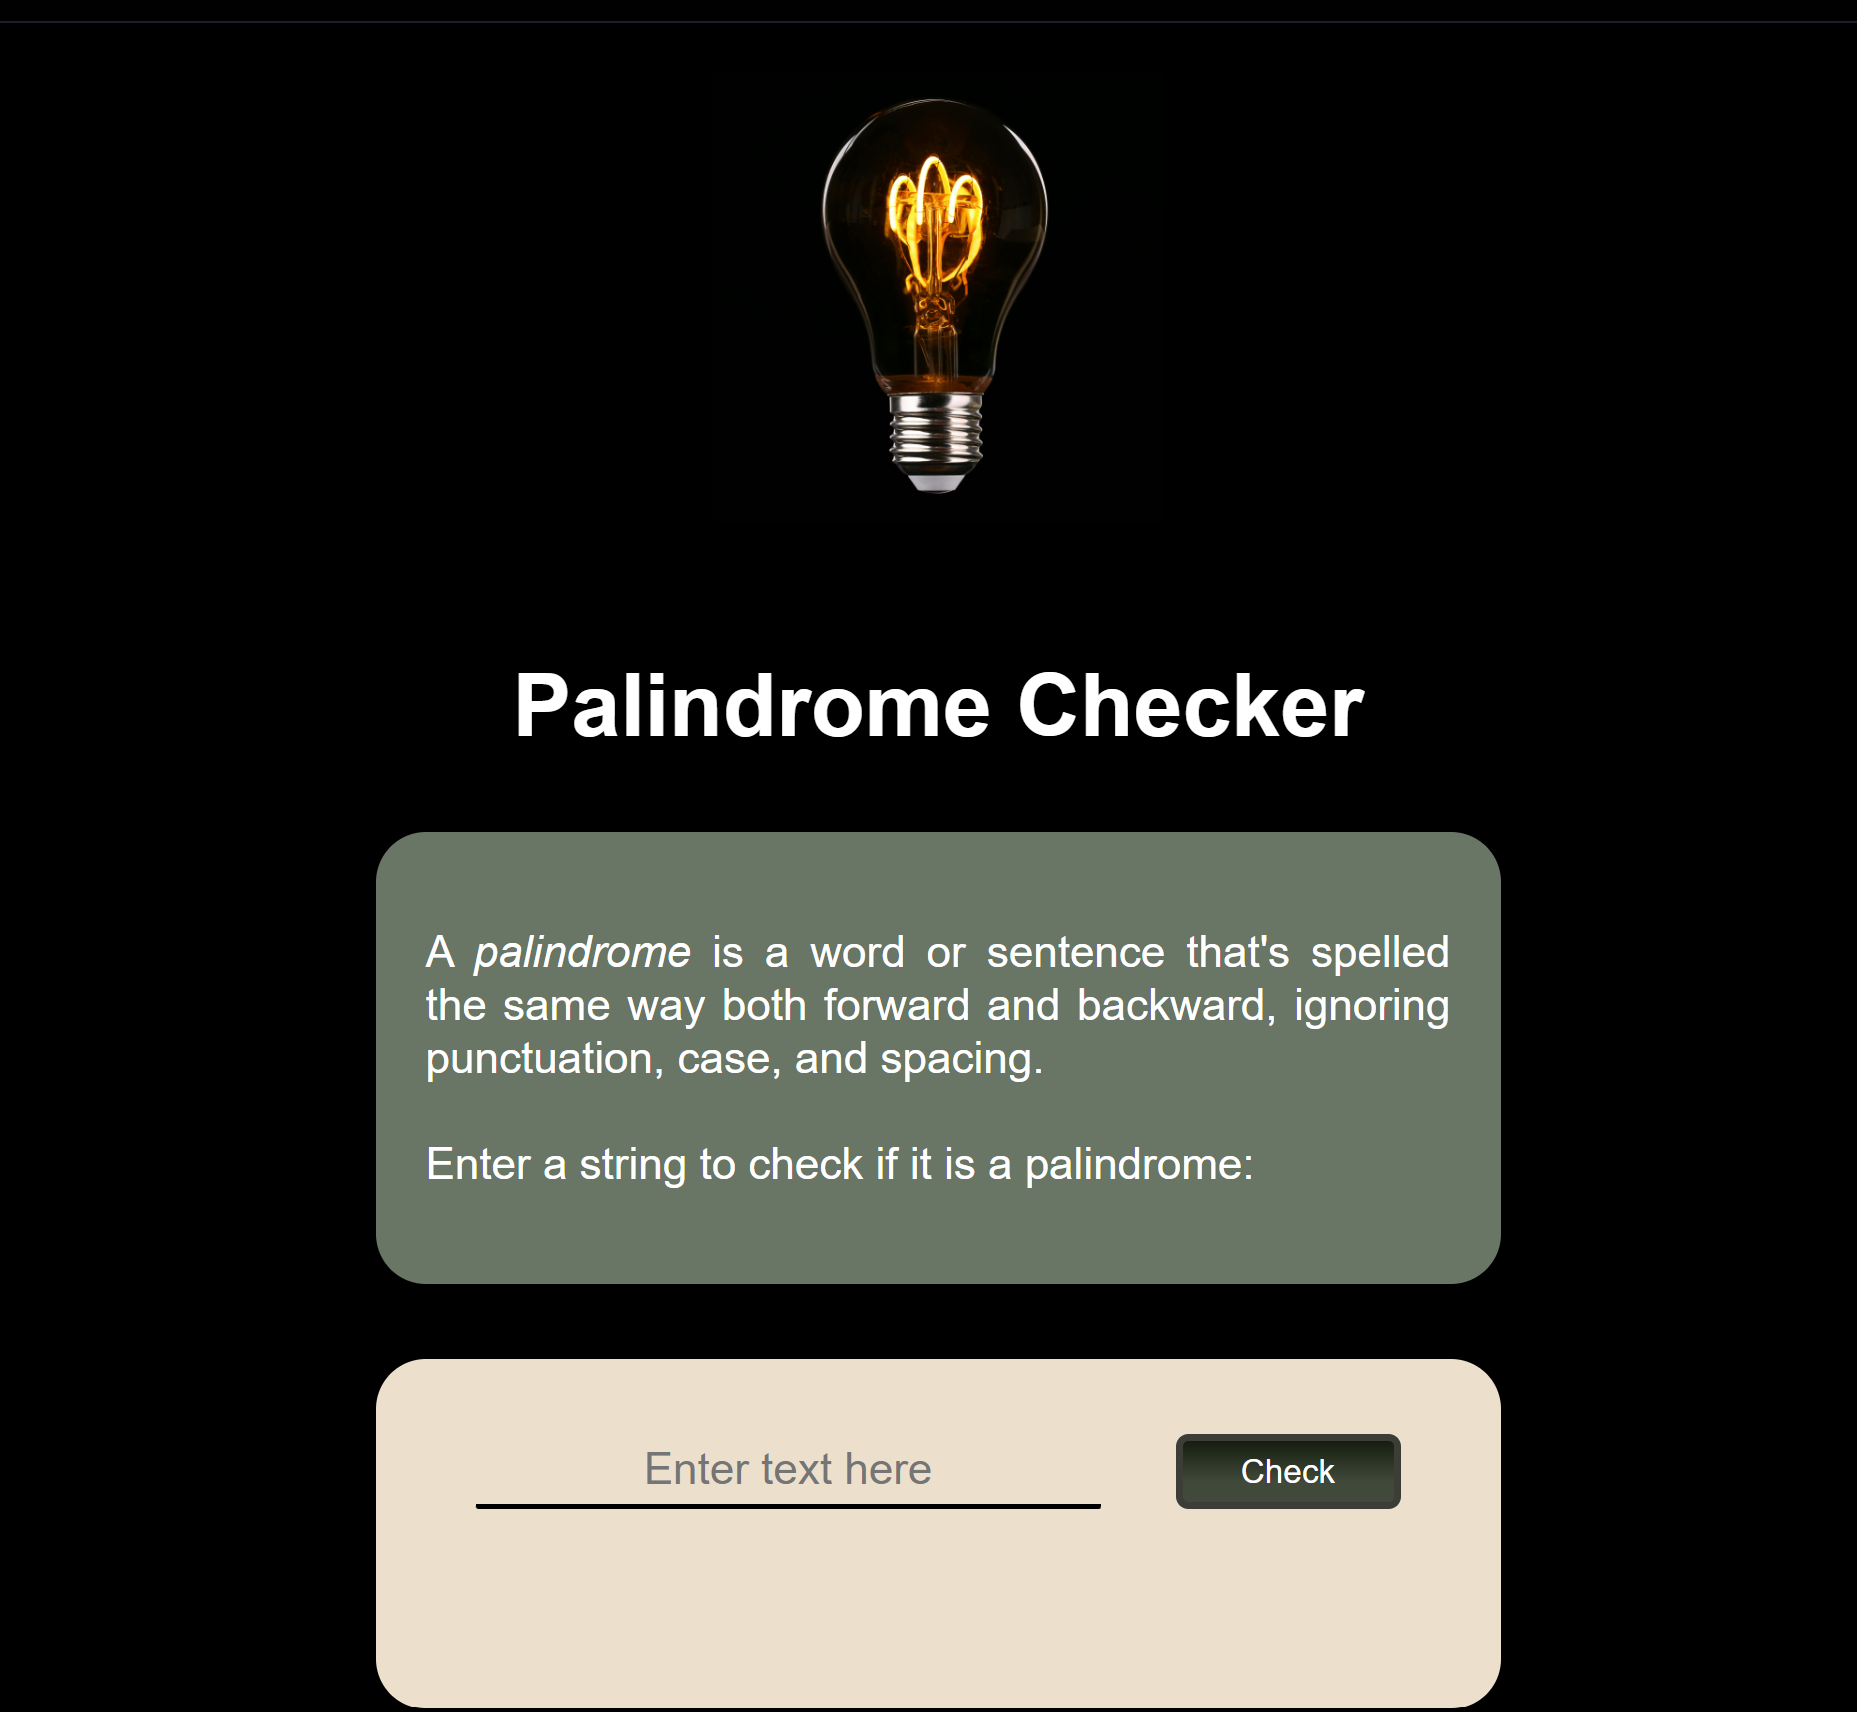 Palindrome Checker
A palindrome is a word or sentence that's spelled
the same way both forward and backward, ignoring
punctuation, case, and spacing.
Enter a string to check if it is a palindrome:
Enter text here
Check